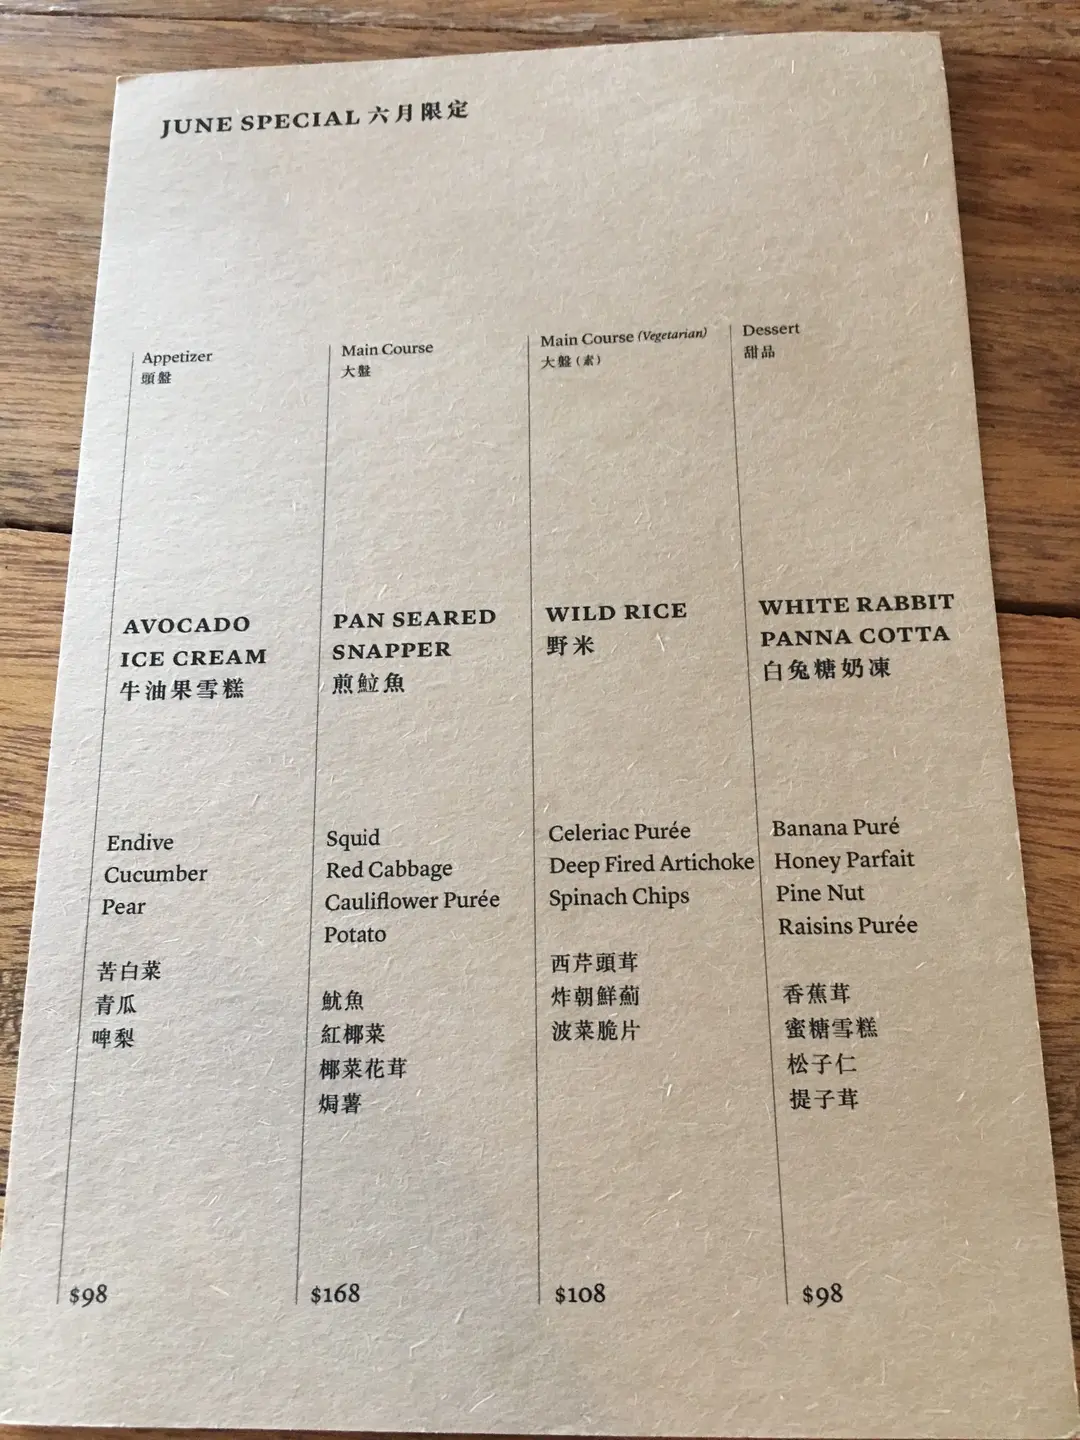 JUNE SPECIAL 六月限定
Appetizer
頭盤
AVOCADO
ICE CREAM
牛油果雪糕
Endive
Cucumber
Pear
苦白菜
青瓜
啤梨
$98
Main Course
大盤
PAN SEARED
SNAPPER
煎鮫魚
Squid
Red Cabbage
Cauliflower Purée
Potato
魷魚
紅椰菜
椰菜花茸
焗薯
$168
Main Course (Vegetarian)
大盤 (素)
WILD RICE
野米
Celeriac Purée
Deep Fired Artichoke
Spinach Chips
西芹頭茸
炸朝鮮薊
波菜脆片
$108
Dessert
甜品
WHITE RABBIT
PANNA COTTA
白兔糖奶凍
Banana Puré
Honey Parfait
Pine Nut
Raisins Purée
香蕉茸
蜜糖雪糕
松子仁
提子茸
$98